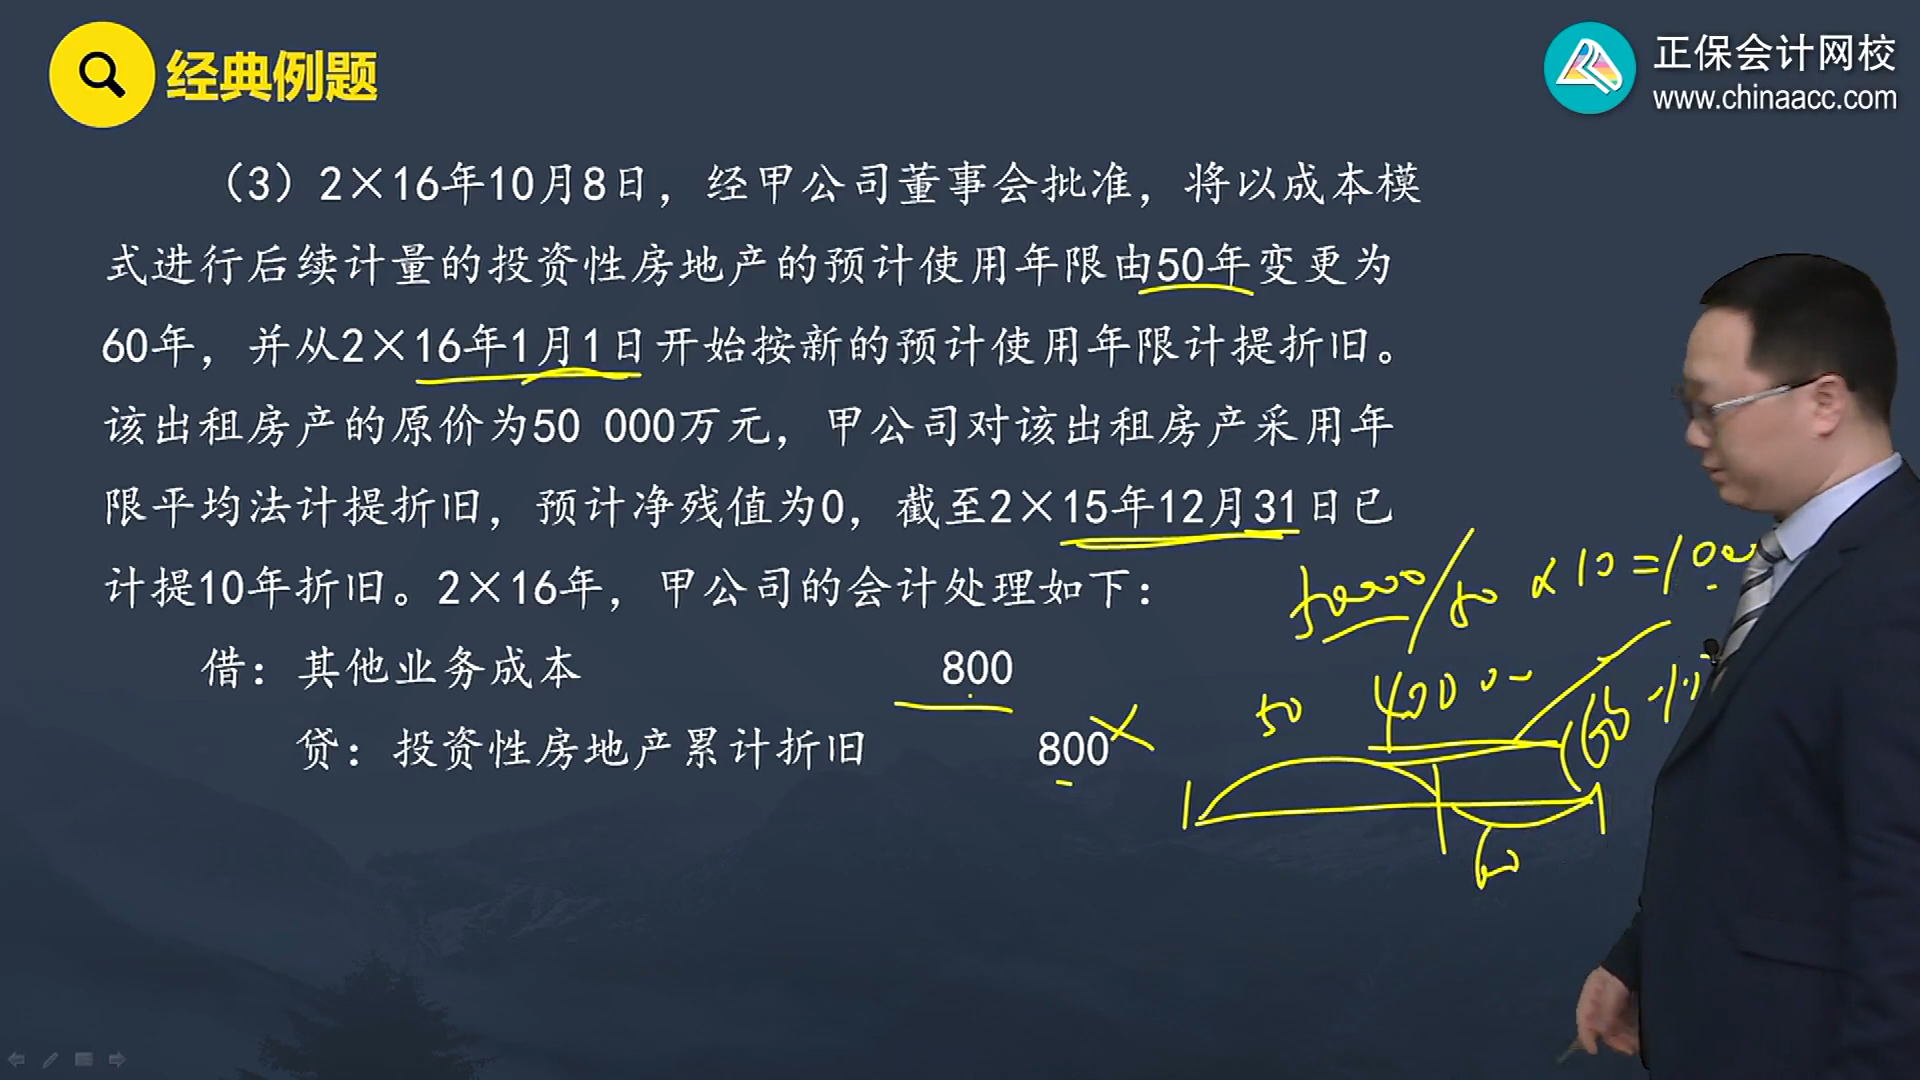 经典例题
正保会计网校
www.chinaacc.com
（3）2×16年10月8日，经甲公司董事会批准，将以成本模
式进行后续计量的投资性房地产的预计使用年限由50年变更为
60年，并从2×16年1月1日开始按新的预计使用年限计提折旧。
该出租房产的原价为50 000万元，甲公司对该出租房产采用年
限平均法计提折旧，预计净残值为0，截至2×15年12月31日已
计提10年折旧。2×16年，甲公司的会计处理如下：
借：其他业务成本 800
贷：投资性房地产累计折旧 800
50
60